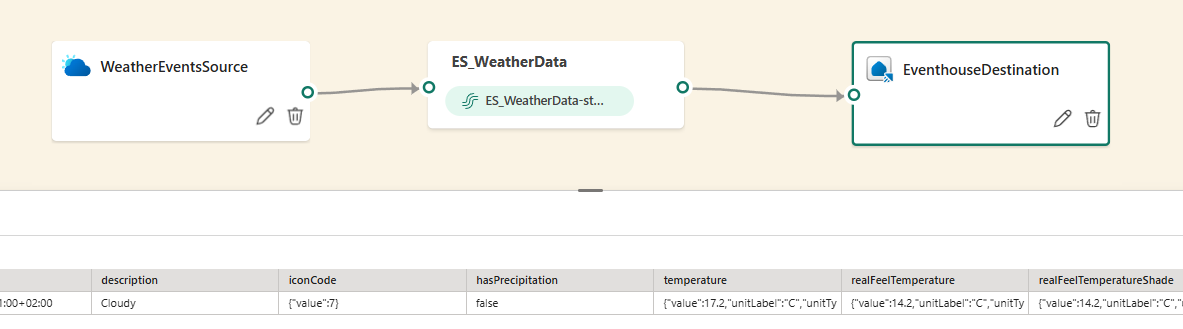 WeatherEventsSource
ES_WeatherData
ES_WeatherData-st...
EventhouseDestination
description iconCode hasPrecipitation temperature realFeelTemperature realFeelTemperatureShade
:00+02:00 Cloudy {"value":7} false {"value":17.2,"unitLabel":"C","unitTy {"value":14.2,"unitLabel":"C","unitTy {"value":14.2,"unitLabel":"C","u